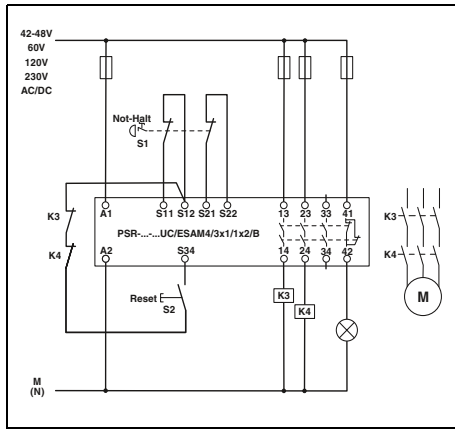 42-48V
60V
120V
230V
AC/DC
Not-Halt
S1
A1 S11 S12 S21 S22 13 23 33 41
PSR-...-...UC/ESAM4/3x1/1x2/B
A2 S34 14 24 34 42
K3
K4
Reset
S2
K3
K4
K3
K4
M
M
(N)